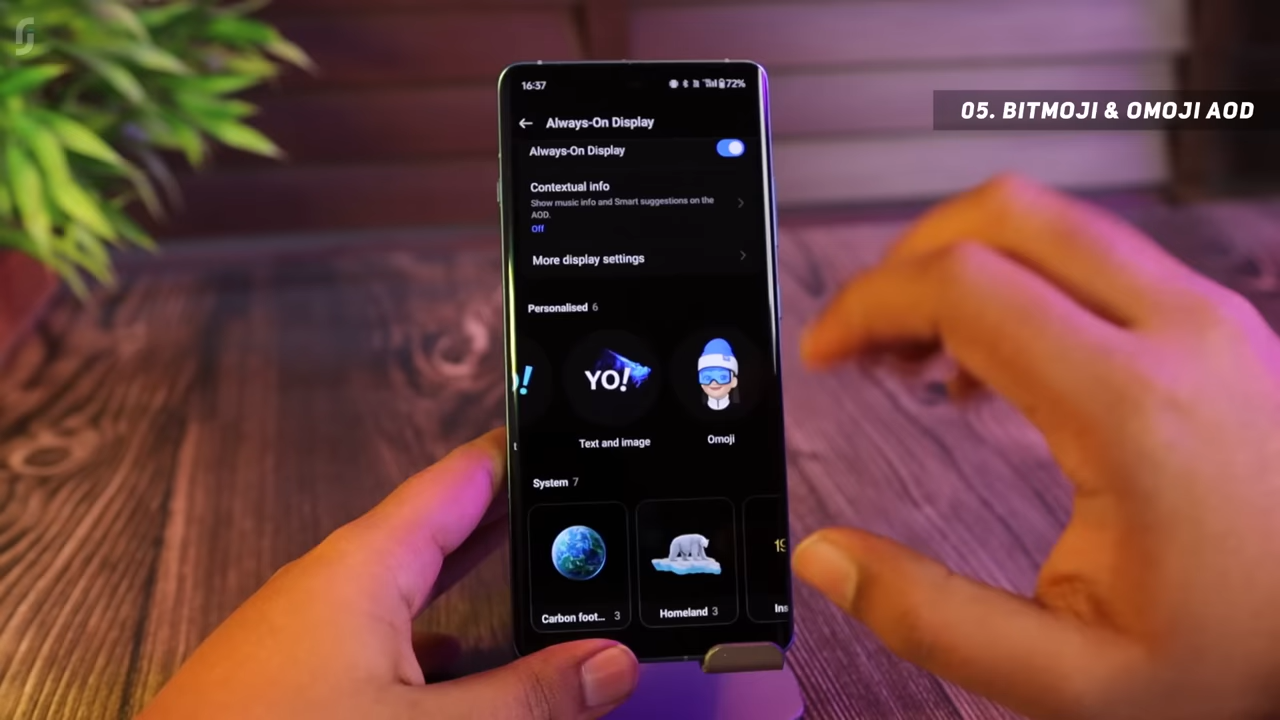 05. BITMOJI & OMOJI AOD
16:37
72%
Always-On Display
Always-On Display
Contextual info
Show music info and Smart suggestions on the
AOD.
Off
More display settings
Personalised 6
YO!
Text and image
Omoji
System 7
Carbon foot... 3
Homeland 3
19
Ins